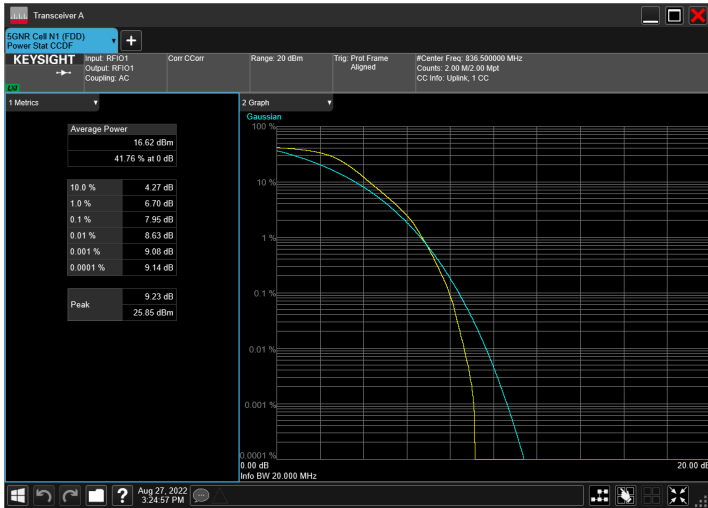 Transceiver A
5GNR Cell N1 (FDD)
Power Stat CCDF
KEYSIGHT
LXI
Input: RFIO1
Output: RFIO1
Coupling: AC
Corr CCorr
Range: 20 dBm
Trig: Prot Frame
Aligned
#Center Freq: 836.500000 MHz
Counts: 2.00 M/2.00 Mpt
CC Info: Uplink, 1 CC
1 Metrics
Average Power
16.62 dBm
41.76 % at 0 dB
10.0 % 4.27 dB
1.0 % 6.70 dB
0.1 % 7.95 dB
0.01 % 8.63 dB
0.001 % 9.08 dB
0.0001 % 9.14 dB
Peak 9.23 dB
25.85 dBm
2 Graph
Gaussian
100 %
10 %
1 %
0.1 %
0.01 %
0.001 %
0.0001 %
0.00 dB 20.00 dB
Info BW 20.000 MHz
? Aug 27, 2022
3:24:57 PM